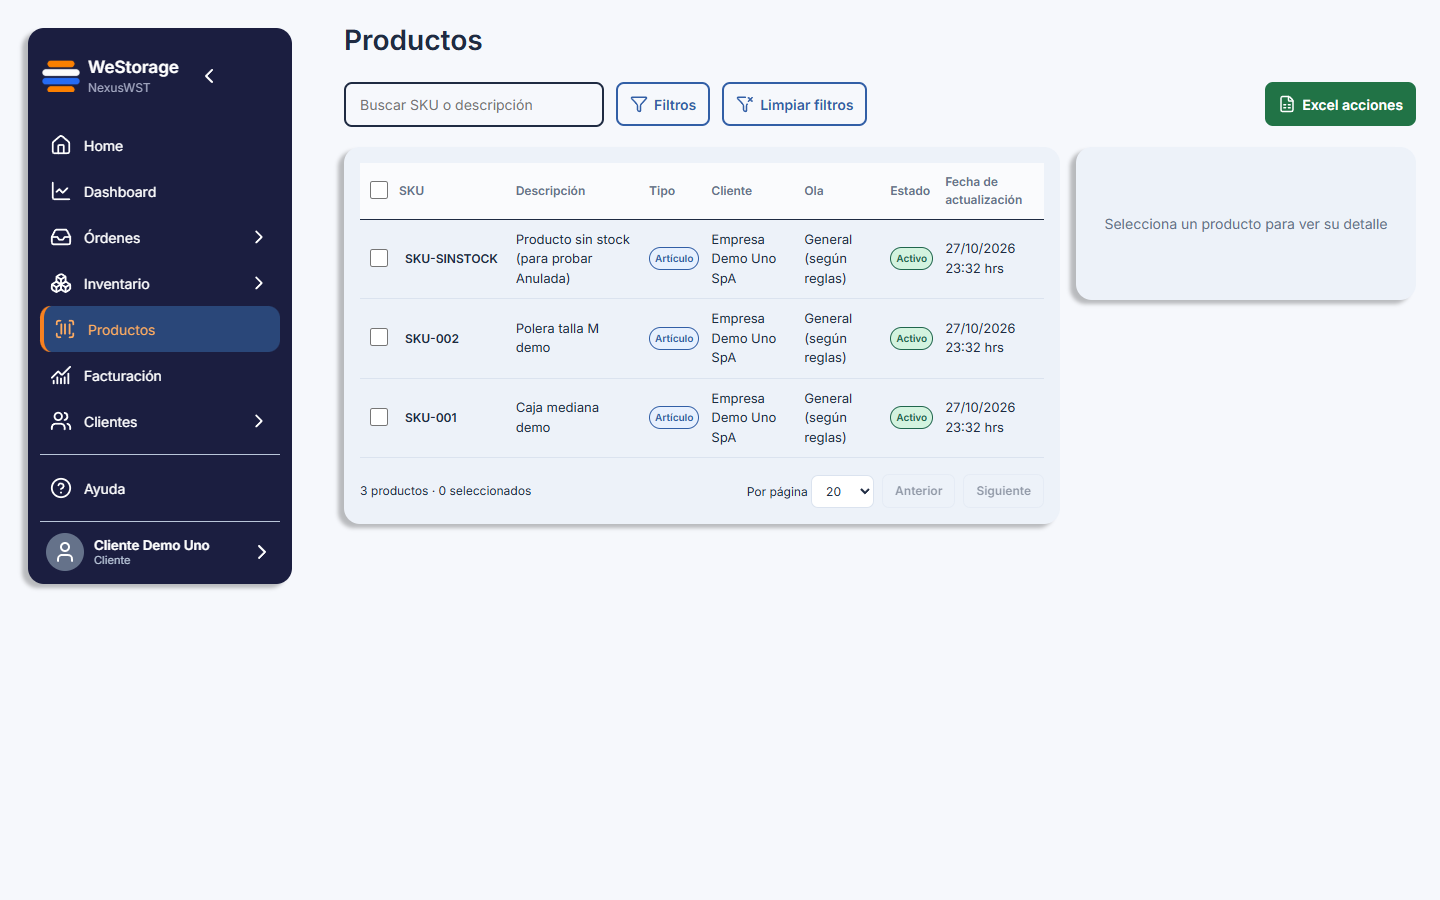 WeStorage
NexusWST
Home
Dashboard
Órdenes
Inventario
Productos
Facturación
Clientes
Ayuda
Cliente Demo Uno
Cliente
Productos
Buscar SKU o descripción
Filtros
Limpiar filtros
Excel acciones
SKU
Descripción
Tipo
Cliente
Ola
Estado
Fecha de
actualización
SKU-SINSTOCK
Producto sin stock
(para probar
Anulada)
Artículo
Empresa
Demo Uno
SpA
General
(según
reglas)
Activo
27/10/2026
23:32 hrs
SKU-002
Polera talla M
demo
Artículo
Empresa
Demo Uno
SpA
General
(según
reglas)
Activo
27/10/2026
23:32 hrs
SKU-001
Caja mediana
demo
Artículo
Empresa
Demo Uno
SpA
General
(según
reglas)
Activo
27/10/2026
23:32 hrs
3 productos · 0 seleccionados
Por página
20
Anterior
Siguiente
Selecciona un producto para ver su detalle